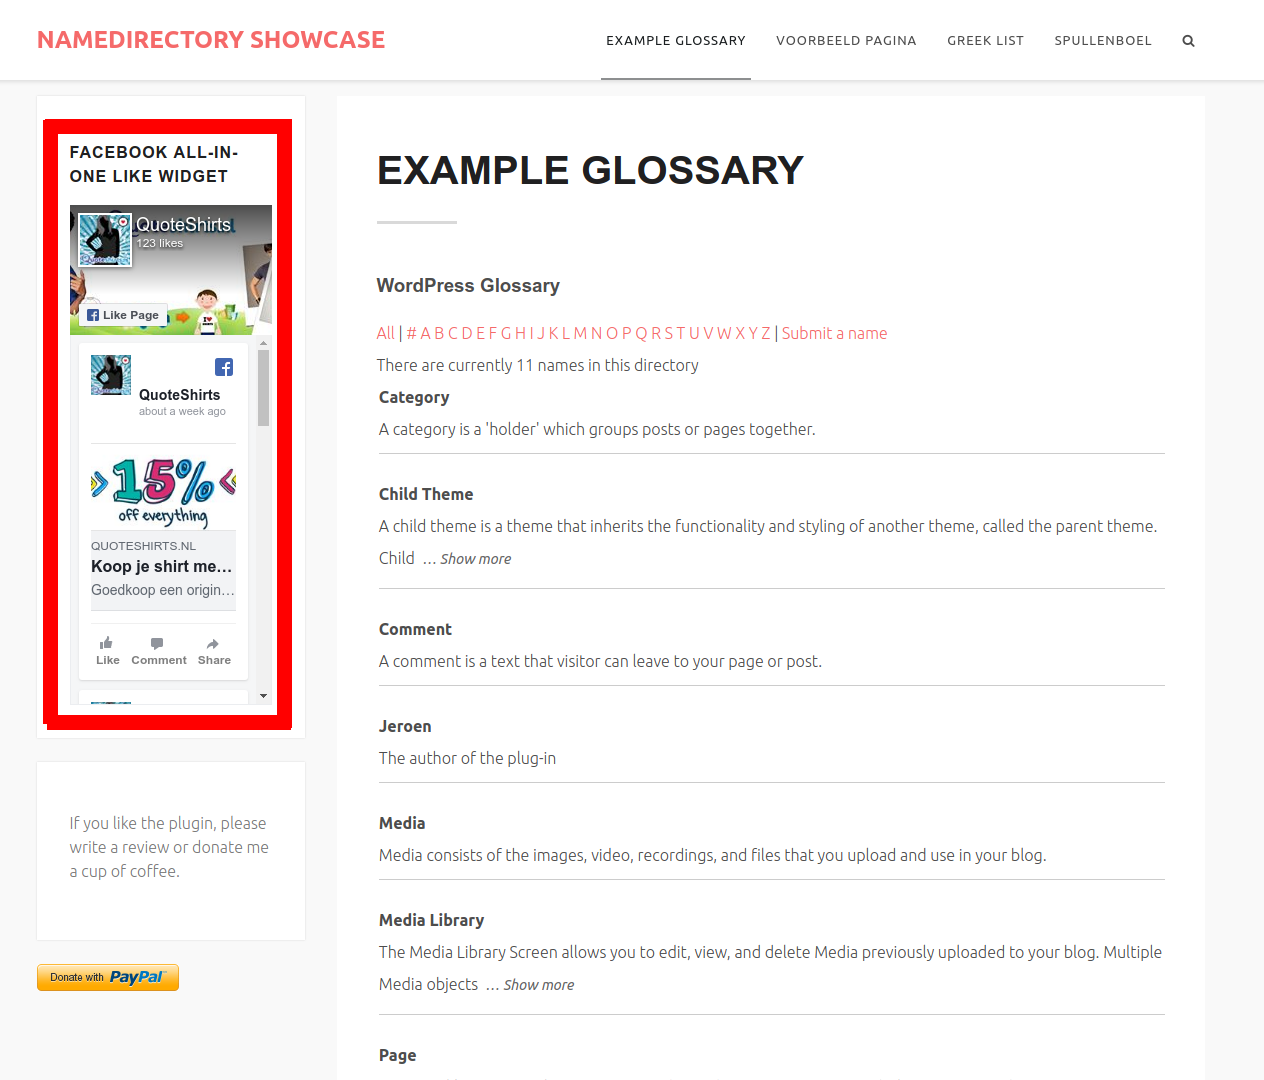 NAMEDIRECTORY SHOWCASE
EXAMPLE GLOSSARY
VOORBEELD PAGINA
GREEK LIST
SPULLENBOEL
FACEBOOK ALL-IN-
ONE LIKE WIDGET
QuoteShirts
123 likes
Like Page
QuoteShirts
about a week ago
15%
off everything
QUOTESHIRTS.NL
Koop je shirt me...
Goedkoop een origin...
Like
Comment
Share
If you like the plugin, please
write a review or donate me
a cup of coffee.
Donate with PayPal
EXAMPLE GLOSSARY
WordPress Glossary
All | # A B C D E F G H I J K L M N O P Q R S T U V W X Y Z | Submit a name
There are currently 11 names in this directory
Category
A category is a 'holder' which groups posts or pages together.
Child Theme
A child theme is a theme that inherits the functionality and styling of another theme, called the parent theme.
Child ... Show more
Comment
A comment is a text that visitor can leave to your page or post.
Jeroen
The author of the plug-in
Media
Media consists of the images, video, recordings, and files that you upload and use in your blog.
Media Library
The Media Library Screen allows you to edit, view, and delete Media previously uploaded to your blog. Multiple
Media objects ... Show more
Page